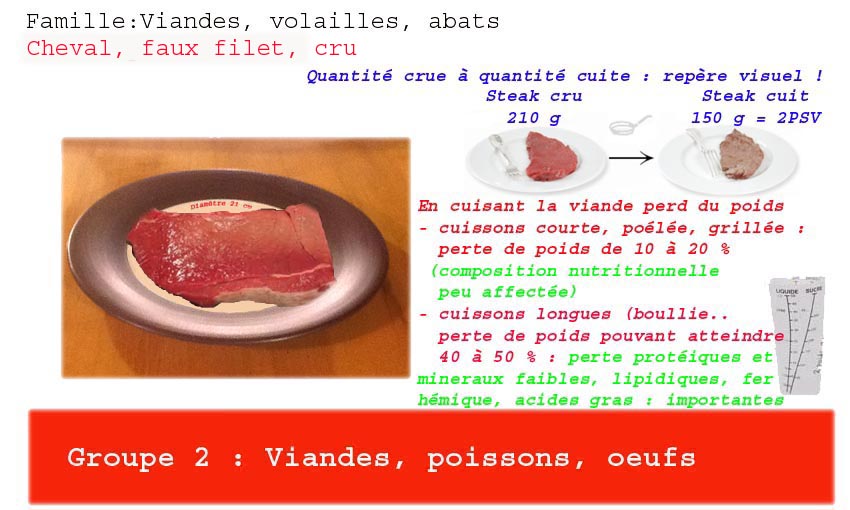 Famille:Viandes, volailles, abats
Cheval, faux filet, cru
Quantité crue à quantité cuite : repère visuel !
Steak cru
210 g
Steak cuit
150 g = 2PSV
Diamètre 21 cm
En cuisant la viande perd du poids
- cuissons courte, poélée, grillée :
perte de poids de 10 à 20 %
(composition nutritionnelle
peu affectée)
- cuissons longues (boullie..
perte de poids pouvant atteindre
40 à 50 % : perte protéiques et
mineraux faibles, lipidiques, fer
hémique, acides gras : importantes
LIQUIDE SUCRE
Groupe 2 : Viandes, poissons, oeufs